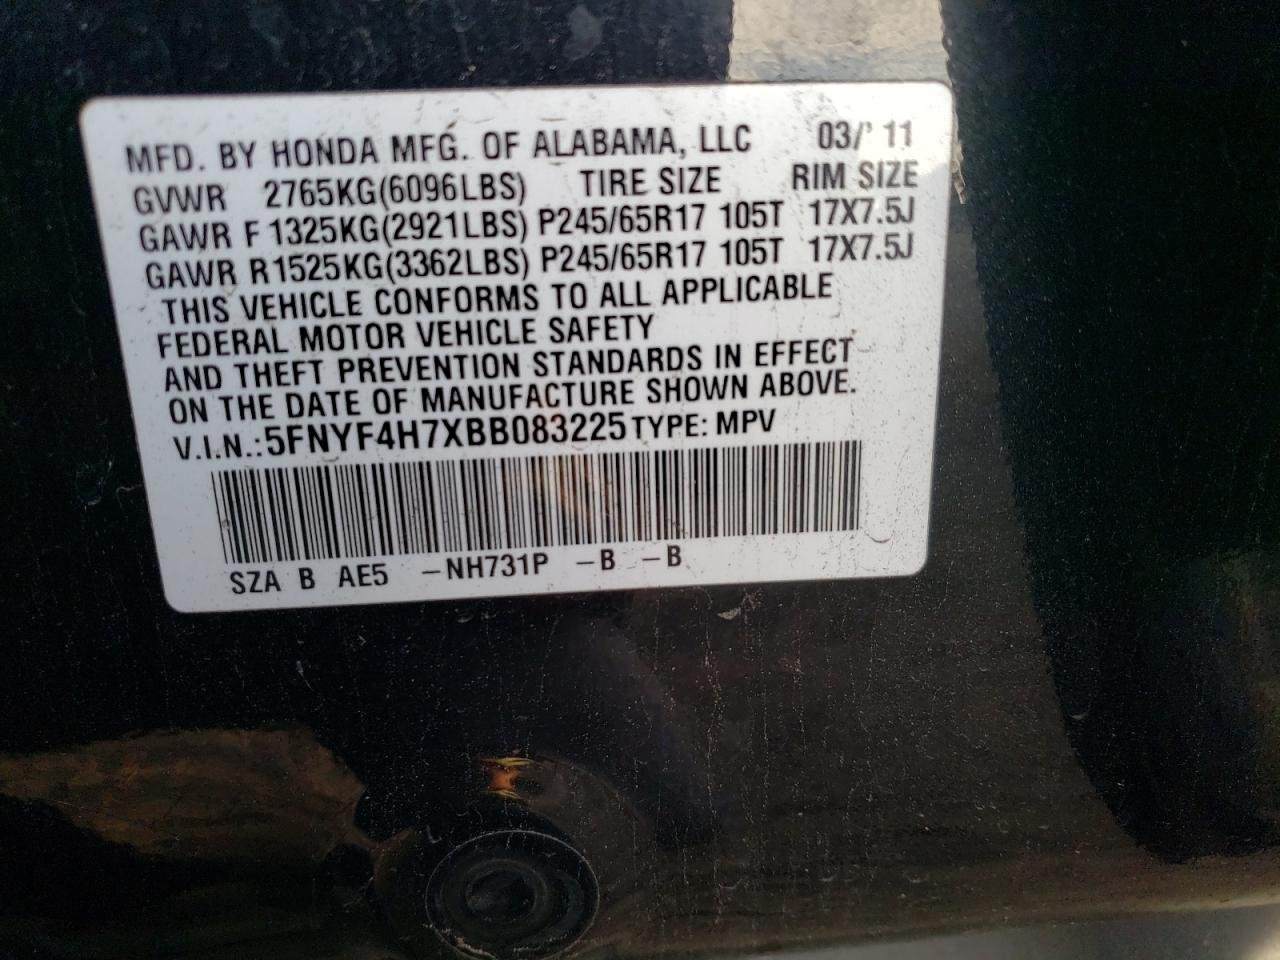 MFD. BY HONDA MFG. OF ALABAMA, LLC 03/' 11
GVWR 2765KG(6096LBS) TIRE SIZE RIM SIZE
GAWR F 1325KG(2921LBS) P245/65R17 105T 17X7.5J
GAWR R1525KG(3362LBS) P245/65R17 105T 17X7.5J
THIS VEHICLE CONFORMS TO ALL APPLICABLE
FEDERAL MOTOR VEHICLE SAFETY
AND THEFT PREVENTION STANDARDS IN EFFECT
ON THE DATE OF MANUFACTURE SHOWN ABOVE.
V.I.N.:5FNYF4H7XBB083225 TYPE: MPV
SZA B AE5 –NH731P –B –B